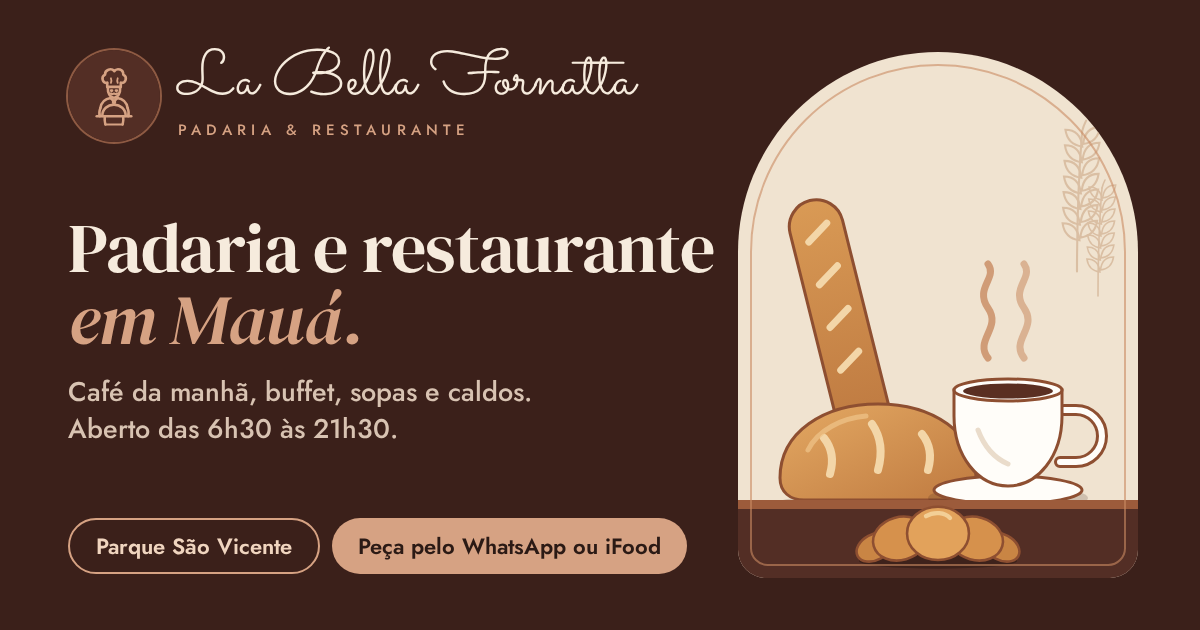 La Bella Fornatta
PADARIA & RESTAURANTE
Padaria e restaurante
em Mauá.
Café da manhã, buffet, sopas e caldos.
Aberto das 6h30 às 21h30.
Parque São Vicente
Peça pelo WhatsApp ou iFood